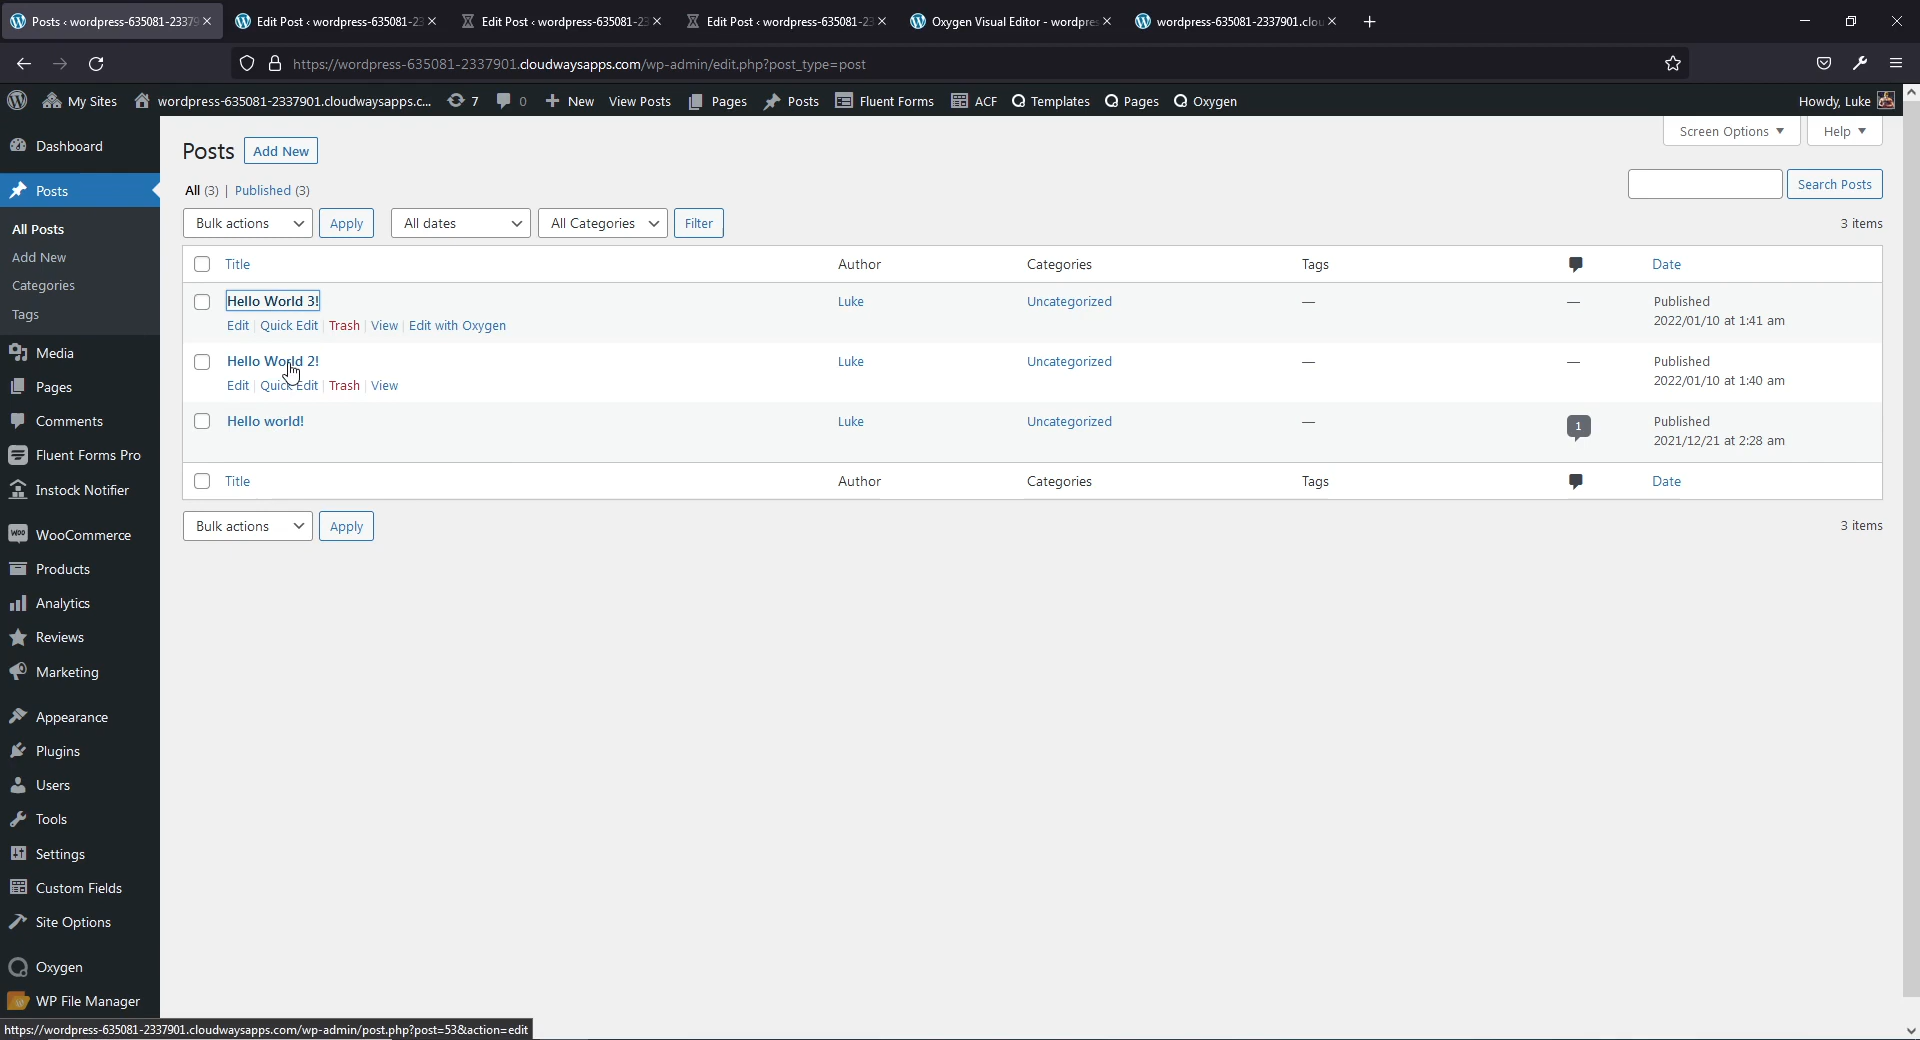 Posts ‹ wordpress-635081-2337 Edit Post ‹ wordpress-635081-23 Edit Post ‹ wordpress-635081-23 Edit Post ‹ wordpress-635081-23 Oxygen Visual Editor - wordpre wordpress-635081-2337901.clou
https://wordpress-635081-2337901.cloudwaysapps.com/wp-admin/edit.php?post_type=post
My Sites wordpress-635081-2337901.cloudwaysapps.c... 7 0 New View Posts Pages Posts Fluent Forms ACF Templates Pages Oxygen Howdy, Luke
Screen Options Help
Dashboard
Posts
All Posts
Add New
Categories
Tags
Media
Pages
Comments
Fluent Forms Pro
Instock Notifier
WooCommerce
Products
Analytics
Reviews
Marketing
Appearance
Plugins
Users
Tools
Settings
Custom Fields
Site Options
Oxygen
WP File Manager
Posts Add New
All (3) | Published (3)
Search Posts
Bulk actions Apply All dates All Categories Filter 3 items
Title Author Categories Tags Date
Hello World 3! Luke Uncategorized — — Published
2022/01/10 at 1:41 am
Edit | Quick Edit | Trash | View | Edit with Oxygen
Hello World 2! Luke Uncategorized — — Published
2022/01/10 at 1:40 am
Edit | Quick Edit | Trash | View
Hello world! Luke Uncategorized — 1 Published
2021/12/21 at 2:28 am
Title Author Categories Tags Date
Bulk actions Apply 3 items
https://wordpress-635081-2337901.cloudwaysapps.com/wp-admin/post.php?post=53&action=edit